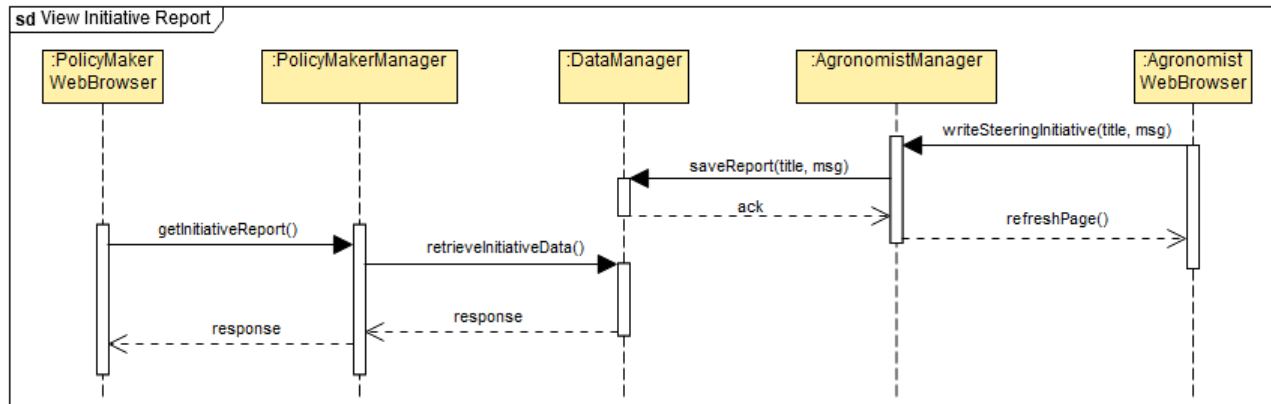 sd View Initiative Report
:PolicyMaker
WebBrowser
:PolicyMakerManager
:DataManager
:AgronomistManager
:Agronomist
WebBrowser
writeSteeringInitiative(title, msg)
saveReport(title, msg)
ack
refreshPage()
getInitiativeReport()
retrieveInitiativeData()
response
response